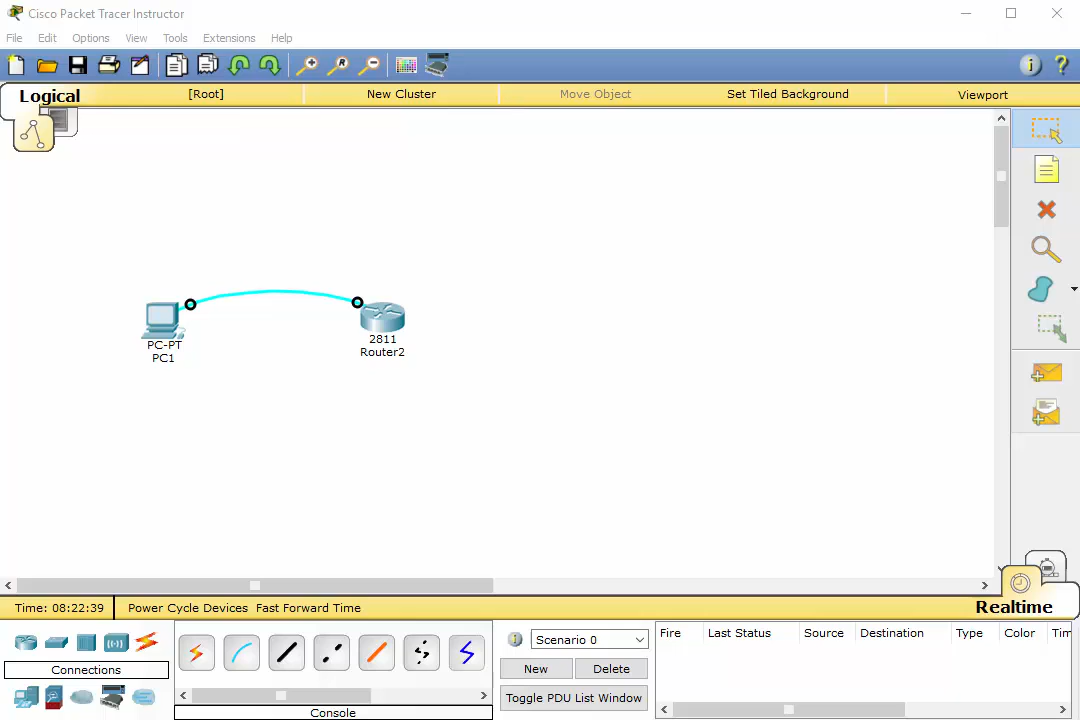 Cisco Packet Tracer Instructor
File Edit Options View Tools Extensions Help
Logical [Root] New Cluster Move Object Set Tiled Background Viewport
PC-PT
PC1
2811
Router2
Time: 08:22:39 Power Cycle Devices Fast Forward Time
Realtime
Connections
Console
Scenario 0
New Delete
Toggle PDU List Window
Fire Last Status Source Destination Type Color Tim